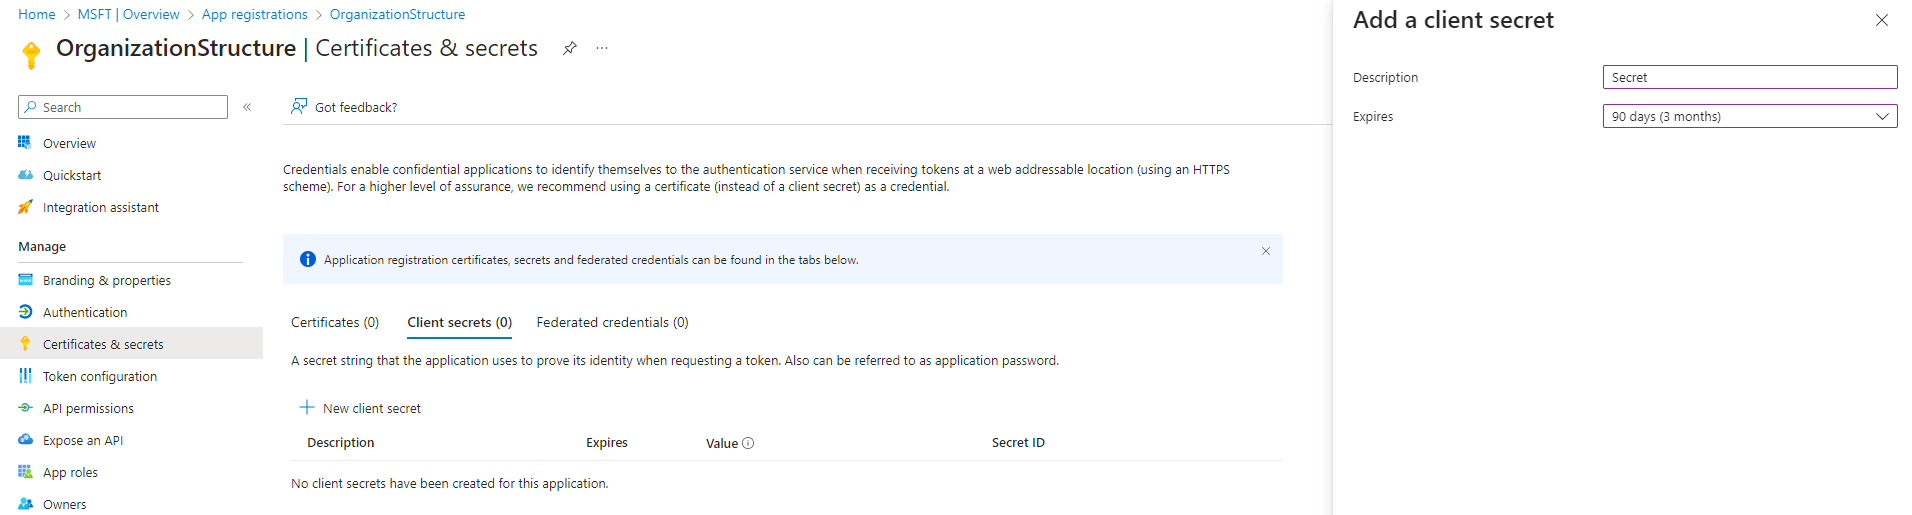 Home > MSFT | Overview > App registrations > OrganizationStructure
OrganizationStructure | Certificates & secrets
Search
Overview
Quickstart
Integration assistant
Manage
Branding & properties
Authentication
Certificates & secrets
Token configuration
API permissions
Expose an API
App roles
Owners
Got feedback?
Credentials enable confidential applications to identify themselves to the authentication service when receiving tokens at a web addressable location (using an HTTPS
scheme). For a higher level of assurance, we recommend using a certificate (instead of a client secret) as a credential.
Application registration certificates, secrets and federated credentials can be found in the tabs below.
Certificates (0) Client secrets (0) Federated credentials (0)
A secret string that the application uses to prove its identity when requesting a token. Also can be referred to as application password.
New client secret
Description Expires Value Secret ID
No client secrets have been created for this application.
Add a client secret
Description Secret
Expires 90 days (3 months)